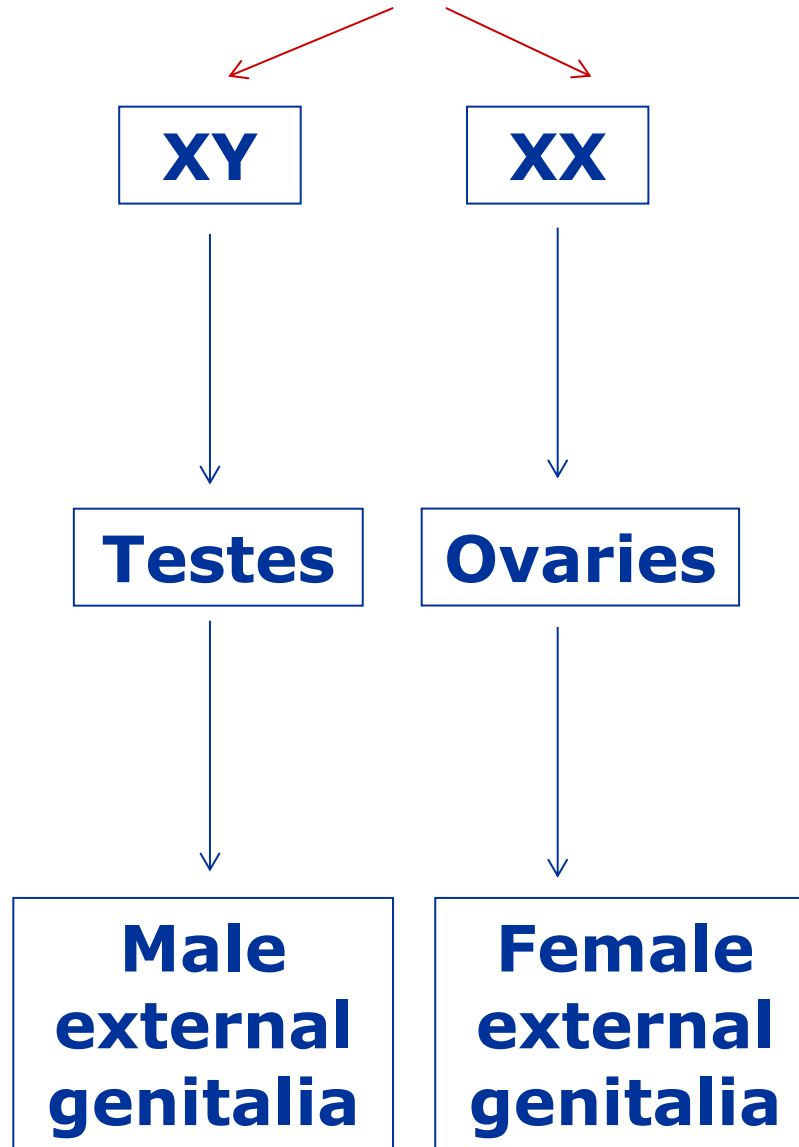 XY
XX
Testes
Ovaries
Male
external
genitalia
Female
external
genitalia